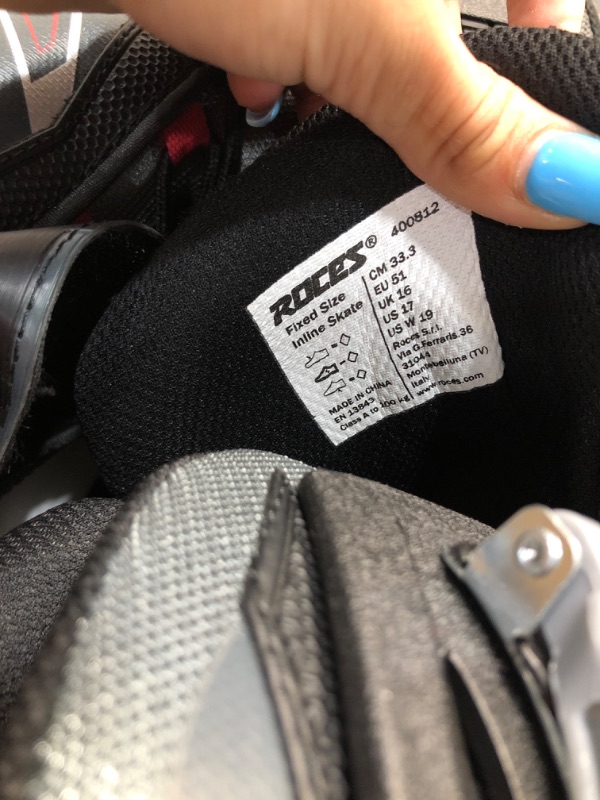 ROCES® 400812
Fixed Size
Inline Skate
MADE IN CHINA
EN 13843
Class A to 100 kg
CM 33.3
EU 51
UK 16
US 17
US W 19
Roces S.r.l.
Via G.Ferraris.36
31044
Montebelluna (TV)
Italy
www.roces.com